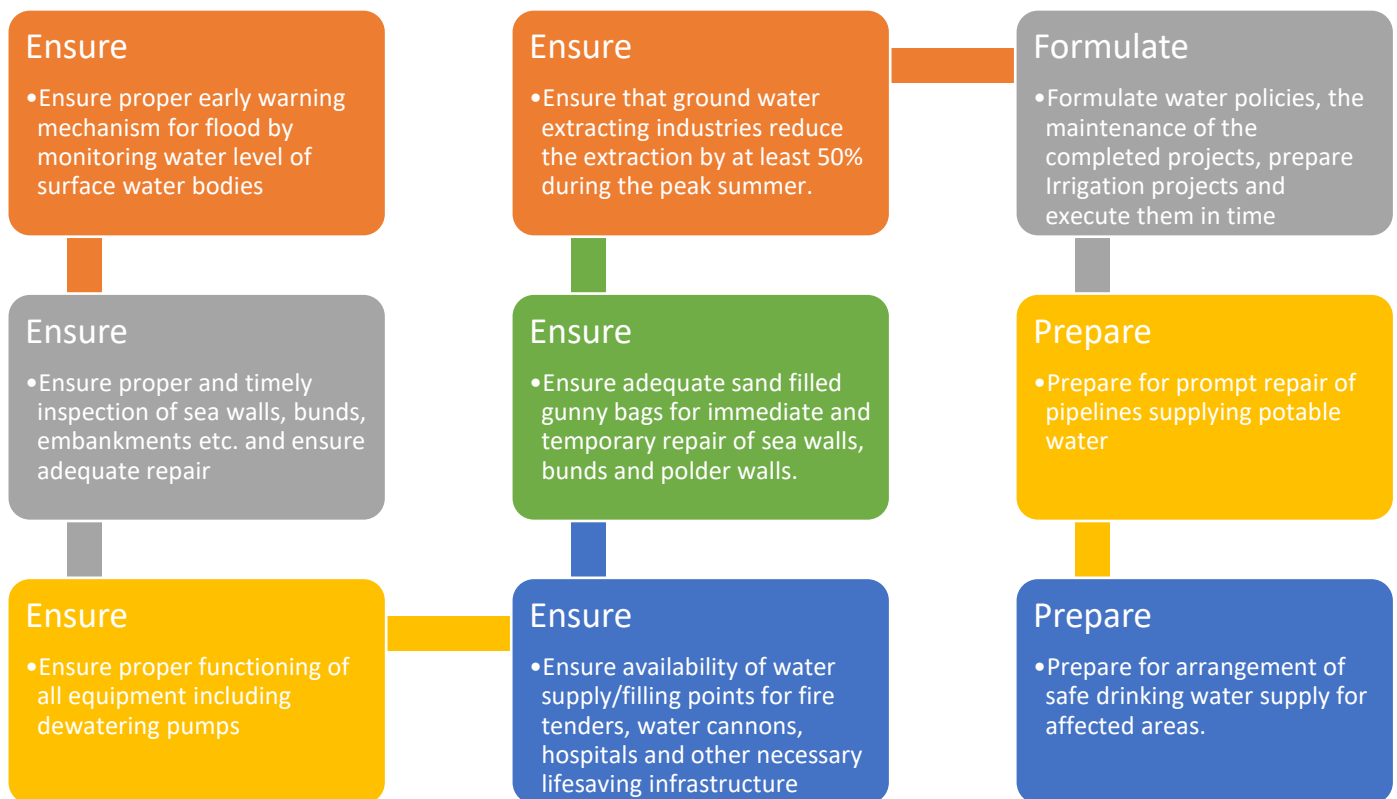 Ensure
•Ensure proper early warning
mechanism for flood by
monitoring water level of
surface water bodies
Ensure
•Ensure proper and timely
inspection of sea walls, bunds,
embankments etc. and ensure
adequate repair
Ensure
•Ensure proper functioning of
all equipment including
dewatering pumps
Ensure
•Ensure availability of water
supply/filling points for fire
tenders, water cannons,
hospitals and other necessary
lifesaving infrastructure
Ensure
•Ensure adequate sand filled
gunny bags for immediate and
temporary repair of sea walls,
bunds and polder walls.
Ensure
•Ensure that ground water
extracting industries reduce
the extraction by at least 50%
during the peak summer.
Formulate
•Formulate water policies, the
maintenance of the
completed projects, prepare
Irrigation projects and
execute them in time
Prepare
•Prepare for prompt repair of
pipelines supplying potable
water
Prepare
•Prepare for arrangement of
safe drinking water supply for
affected areas.